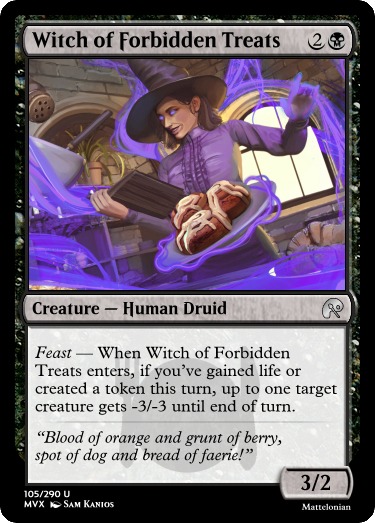 Witch of Forbidden Treats 2
Creature — Human Druid
Feast — When Witch of Forbidden
Treats enters, if you’ve gained life or
created a token this turn, up to one target
creature gets -3/-3 until end of turn.
“Blood of orange and grunt of berry,
spot of dog and bread of faerie!”
3/2
105/290 U
MVX SAM KANIOS
Mattelonian